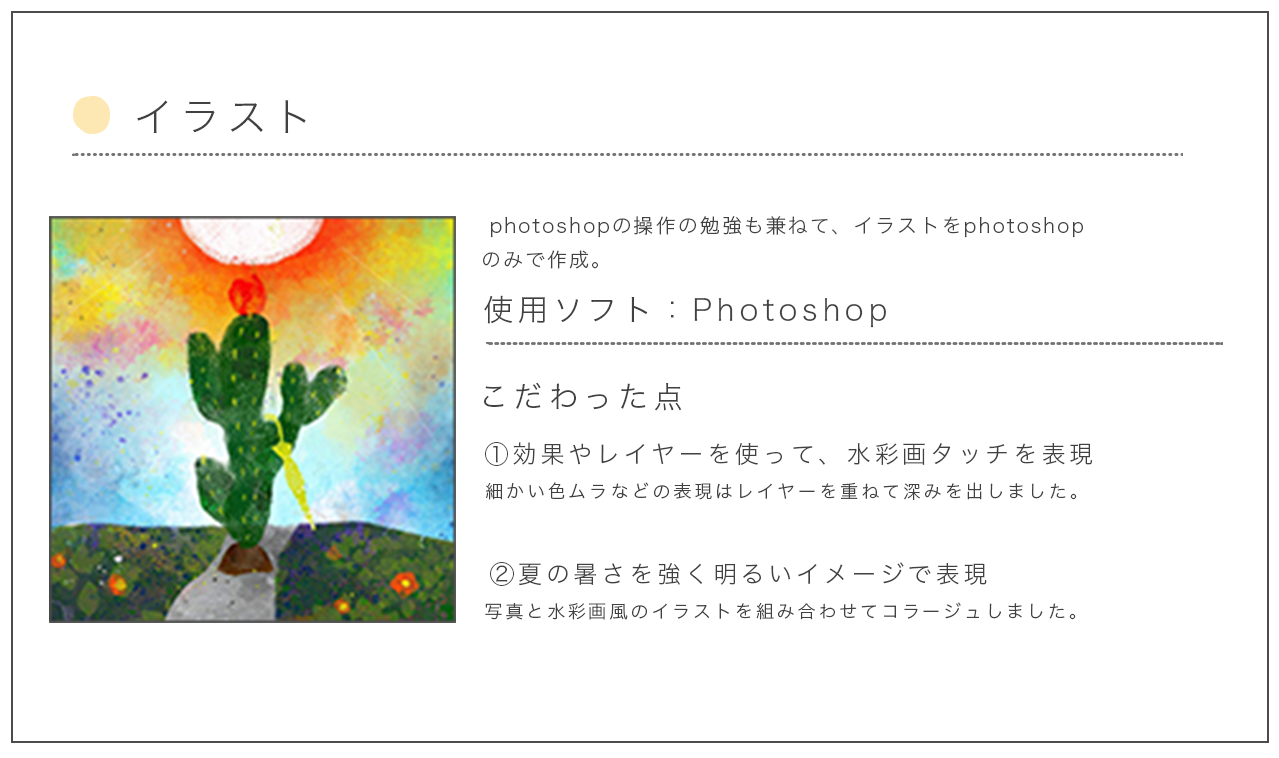 イラスト
photoshopの操作の勉強も兼ねて、イラストをphotoshop
のみで作成。
使用ソフト：Photoshop
こだわった点
①効果やレイヤーを使って、水彩画タッチを表現
細かい色ムラなどの表現はレイヤーを重ねて深みを出しました。
②夏の暑さを強く明るいイメージで表現
写真と水彩画風のイラストを組み合わせてコラージュしました。